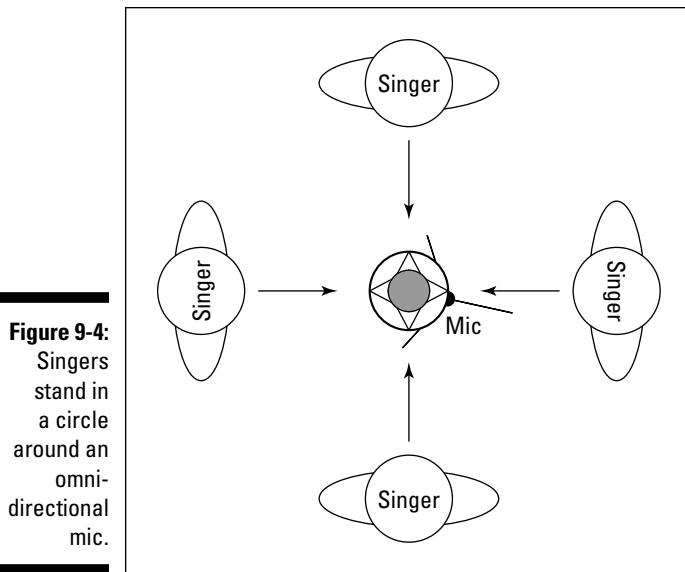 Singer
Singer
Singer
Mic
Singer
Figure 9-4:
Singers
stand in
a circle
around an
omni-
directional
mic.